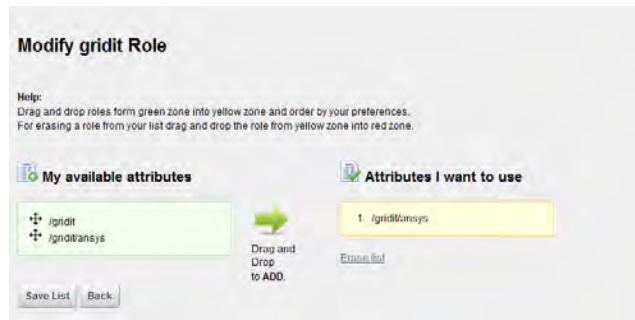 Modify gridit Role
Help:
Drag and drop roles form green zone into yellow zone and order by your preferences.
For erasing a role from your list drag and drop the role from yellow zone into red zone.
My available attributes
/gridit
/gridit/ansys
Drag and
Drop
to ADD.
Attributes I want to use
1. /gridit/ansys
Erase list
Save List
Back